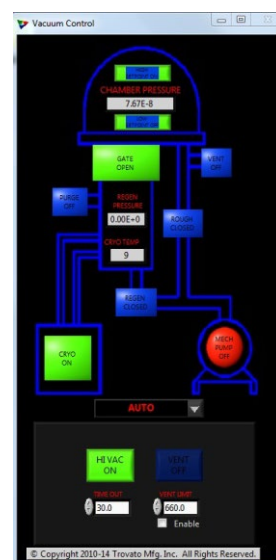 Vacuum Control
CHAMBER PRESSURE
7.67E-8
GATE
OPEN
VENT
OFF
PURGE
OFF
REGEN
PRESSURE
0.00E+0
ROUGH
CLOSED
CRYO TEMP
9
REGEN
CLOSED
CRYO
ON
MECH
PUMP
OFF
AUTO
HI VAC
ON
VENT
OFF
TIME OUT
30.0
VENT LIMIT
660.0
Enable
© Copyright 2010-14 Trovato Mfg. Inc. All Rights Reserved.